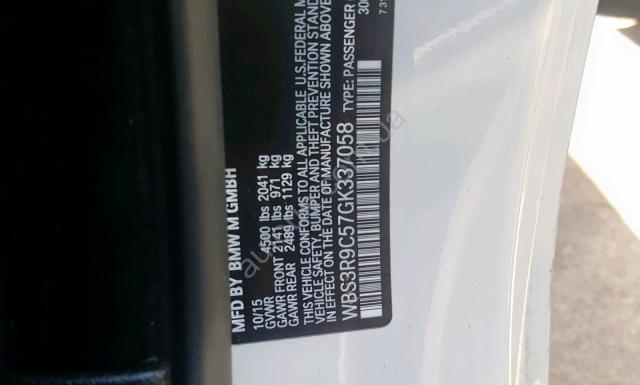 MFD BY BMW M GMBH
10/15
GVWR 4500 lbs 2041 kg
GAWR FRONT 2141 lbs 971 kg
GAWR REAR 2489 lbs 1129 kg
THIS VEHICLE CONFORMS TO ALL APPLICABLE U.S.FEDERAL M
VEHICLE SAFETY, BUMPER AND THEFT PREVENTION STAND
IN EFFECT ON THE DATE OF MANUFACTURE SHOWN ABOVE
WBS3R9C57GK337058 TYPE: PASSENGER